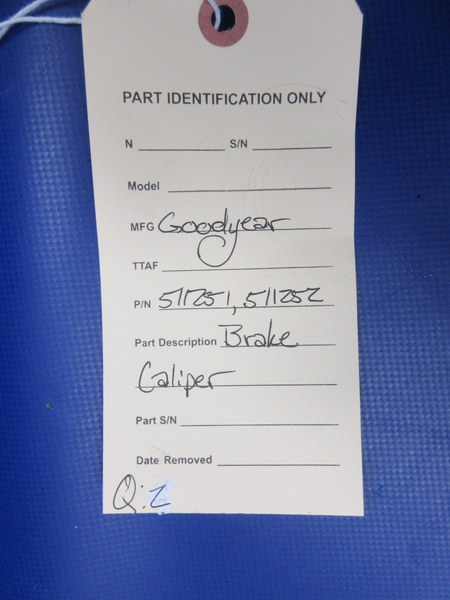 PART IDENTIFICATION ONLY
N S/N
Model
MFG Goodyear
TTAF
P/N 511251, 511252
Part Description Brake
Caliper
Part S/N
Date Removed
Q: 2